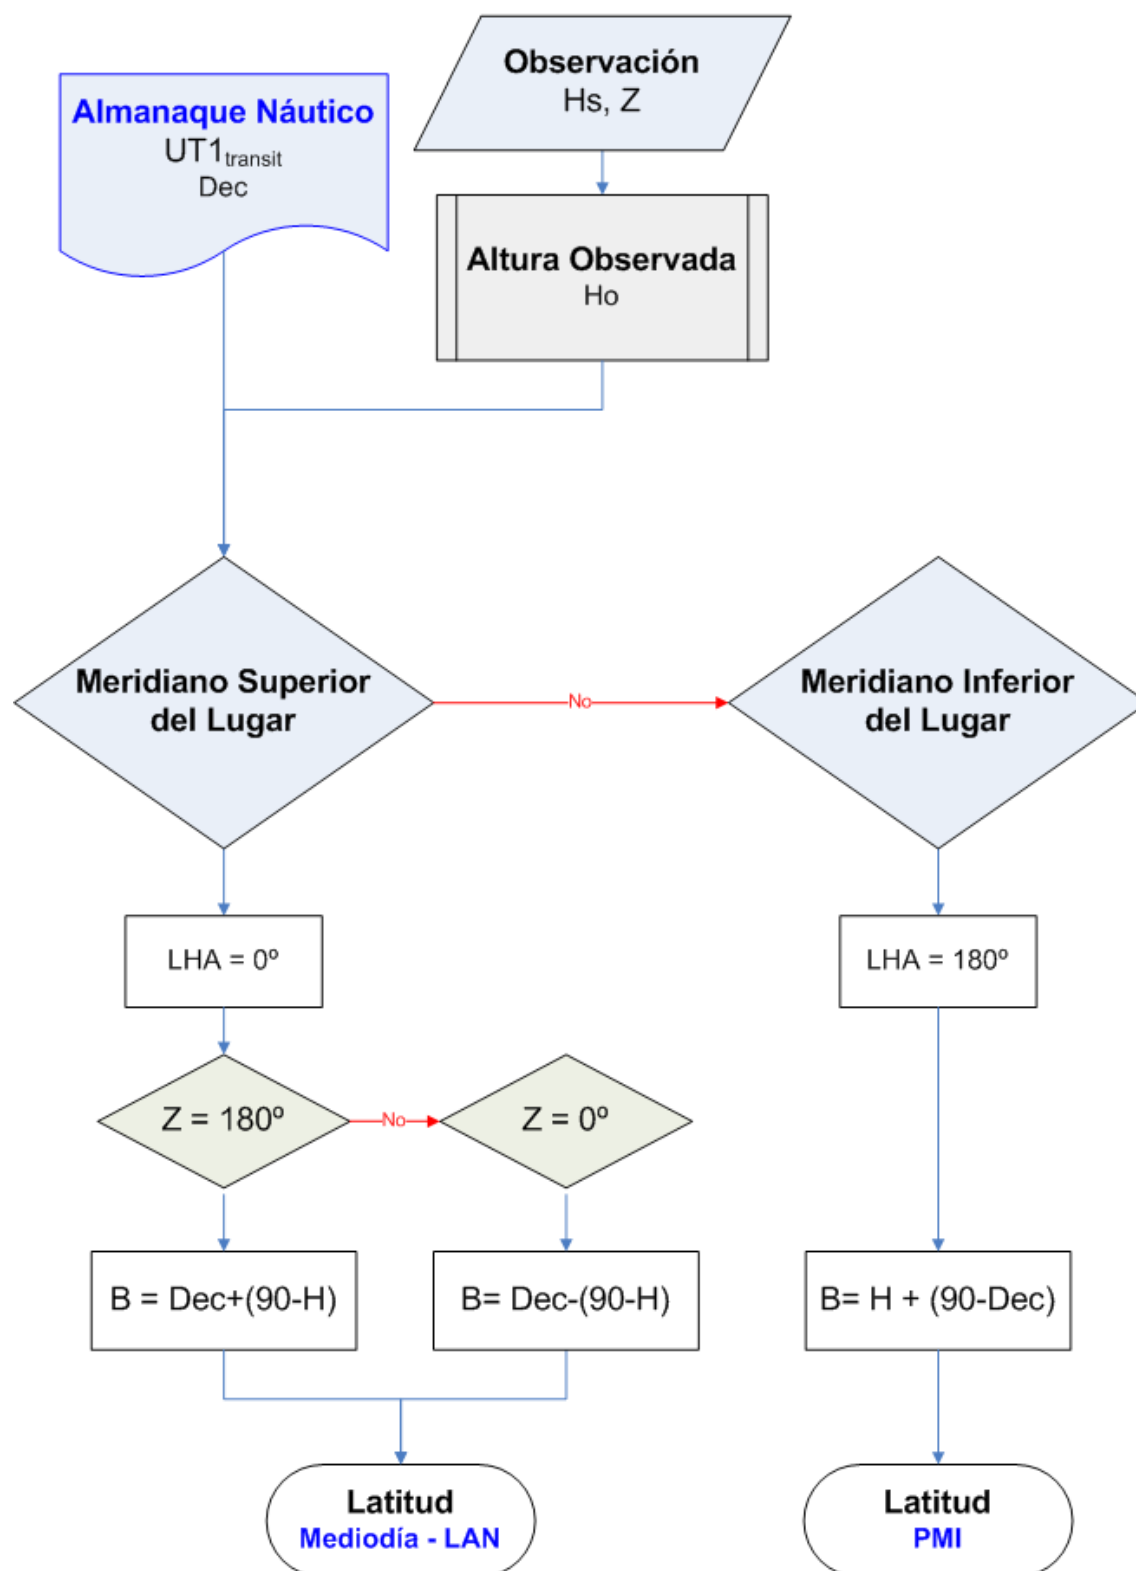 Observación
Hs, Z
Almanaque Náutico
UT1transit
Dec
Altura Observada
Ho
Meridiano Superior
del Lugar
No
Meridiano Inferior
del Lugar
LHA = 0º
LHA = 180º
Z = 180º
No
Z = 0º
B = Dec+(90-H)
B= Dec-(90-H)
B= H + (90-Dec)
Latitud
Mediodía - LAN
Latitud
PMI